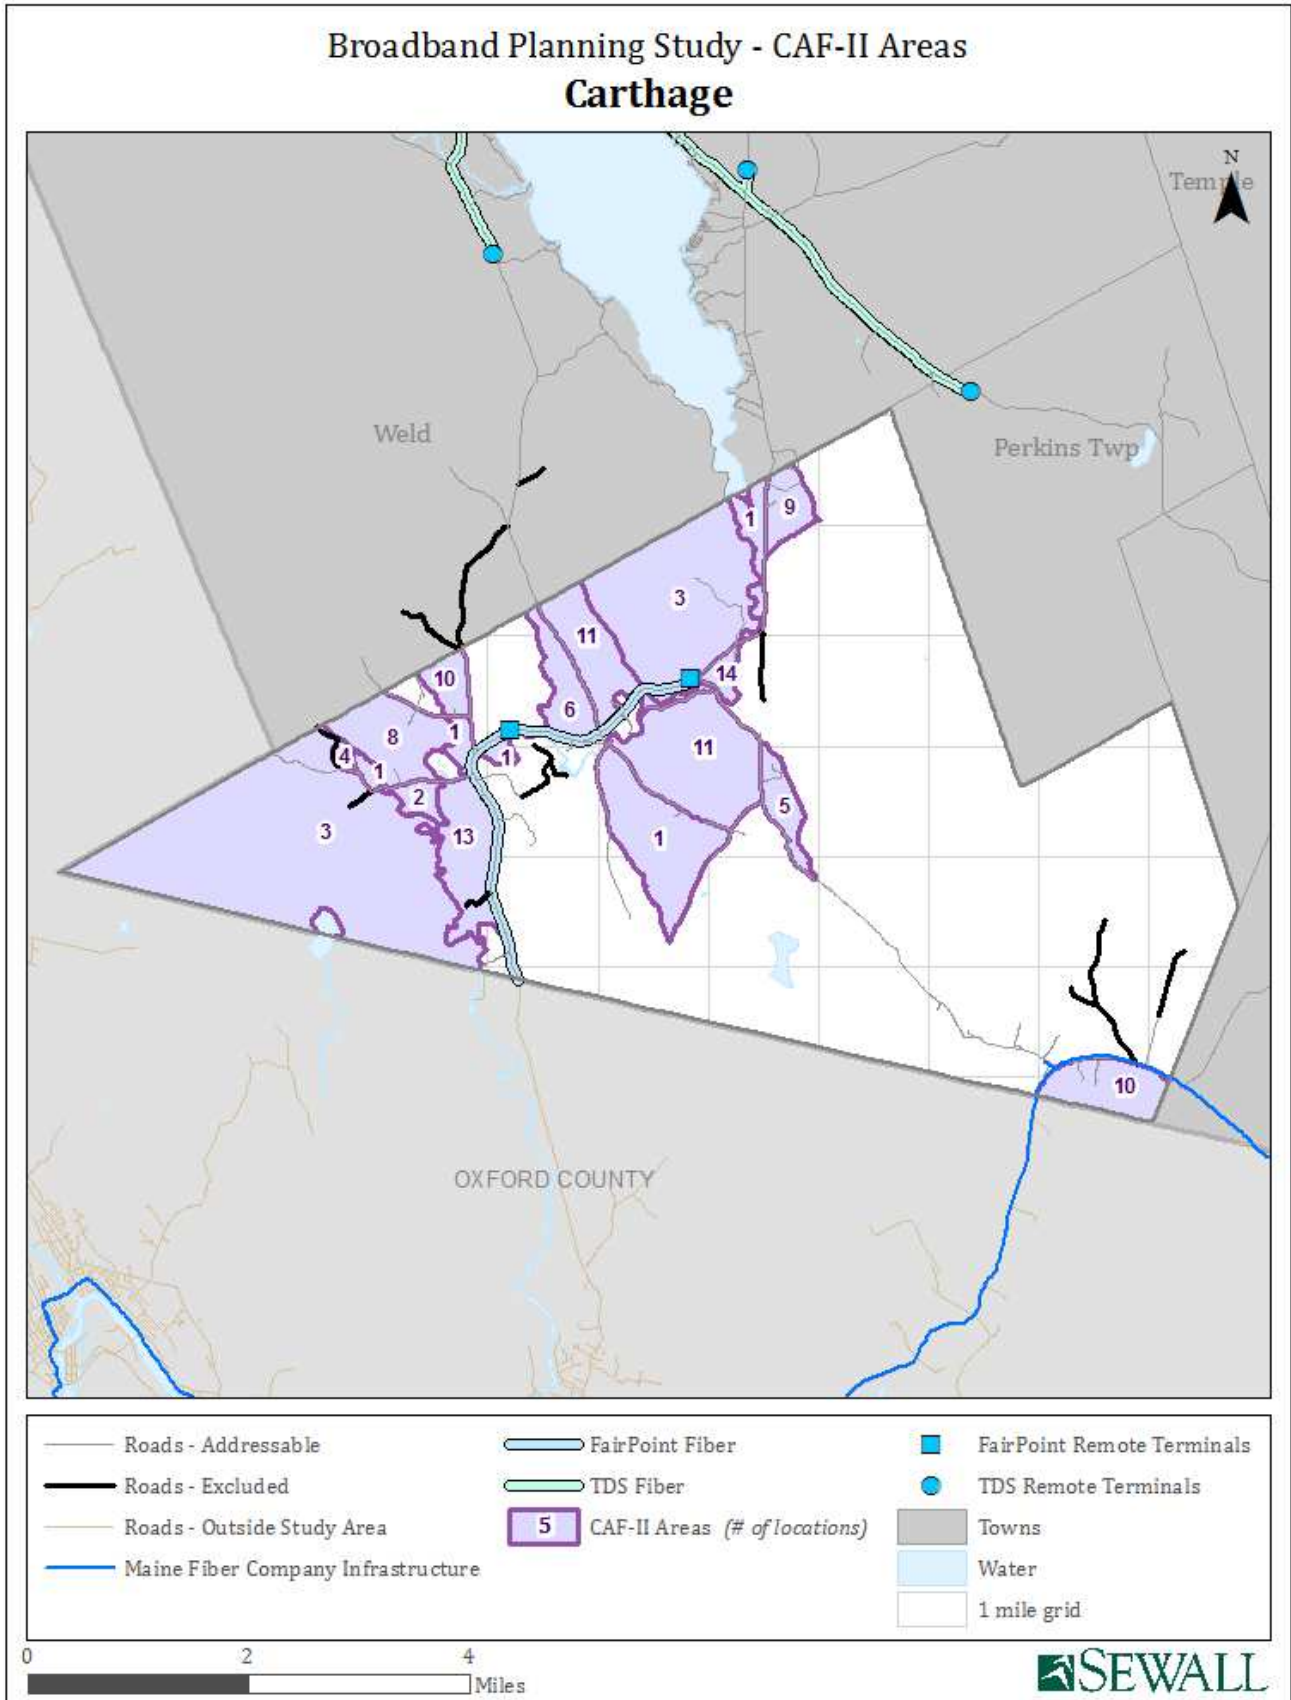 Broadband Planning Study - CAF-II Areas
Carthage
N
Temple
Weld
Perkins Twp
9
1
3
11
14
10
6
8
1
4
1
1
11
2
5
3
13
1
10
OXFORD COUNTY
Roads - Addressable
Roads - Excluded
Roads - Outside Study Area
Maine Fiber Company Infrastructure
FairPoint Fiber
TDS Fiber
5 CAF-II Areas (# of locations)
FairPoint Remote Terminals
TDS Remote Terminals
Towns
Water
1 mile grid
0 2 4
Miles
SEWALL